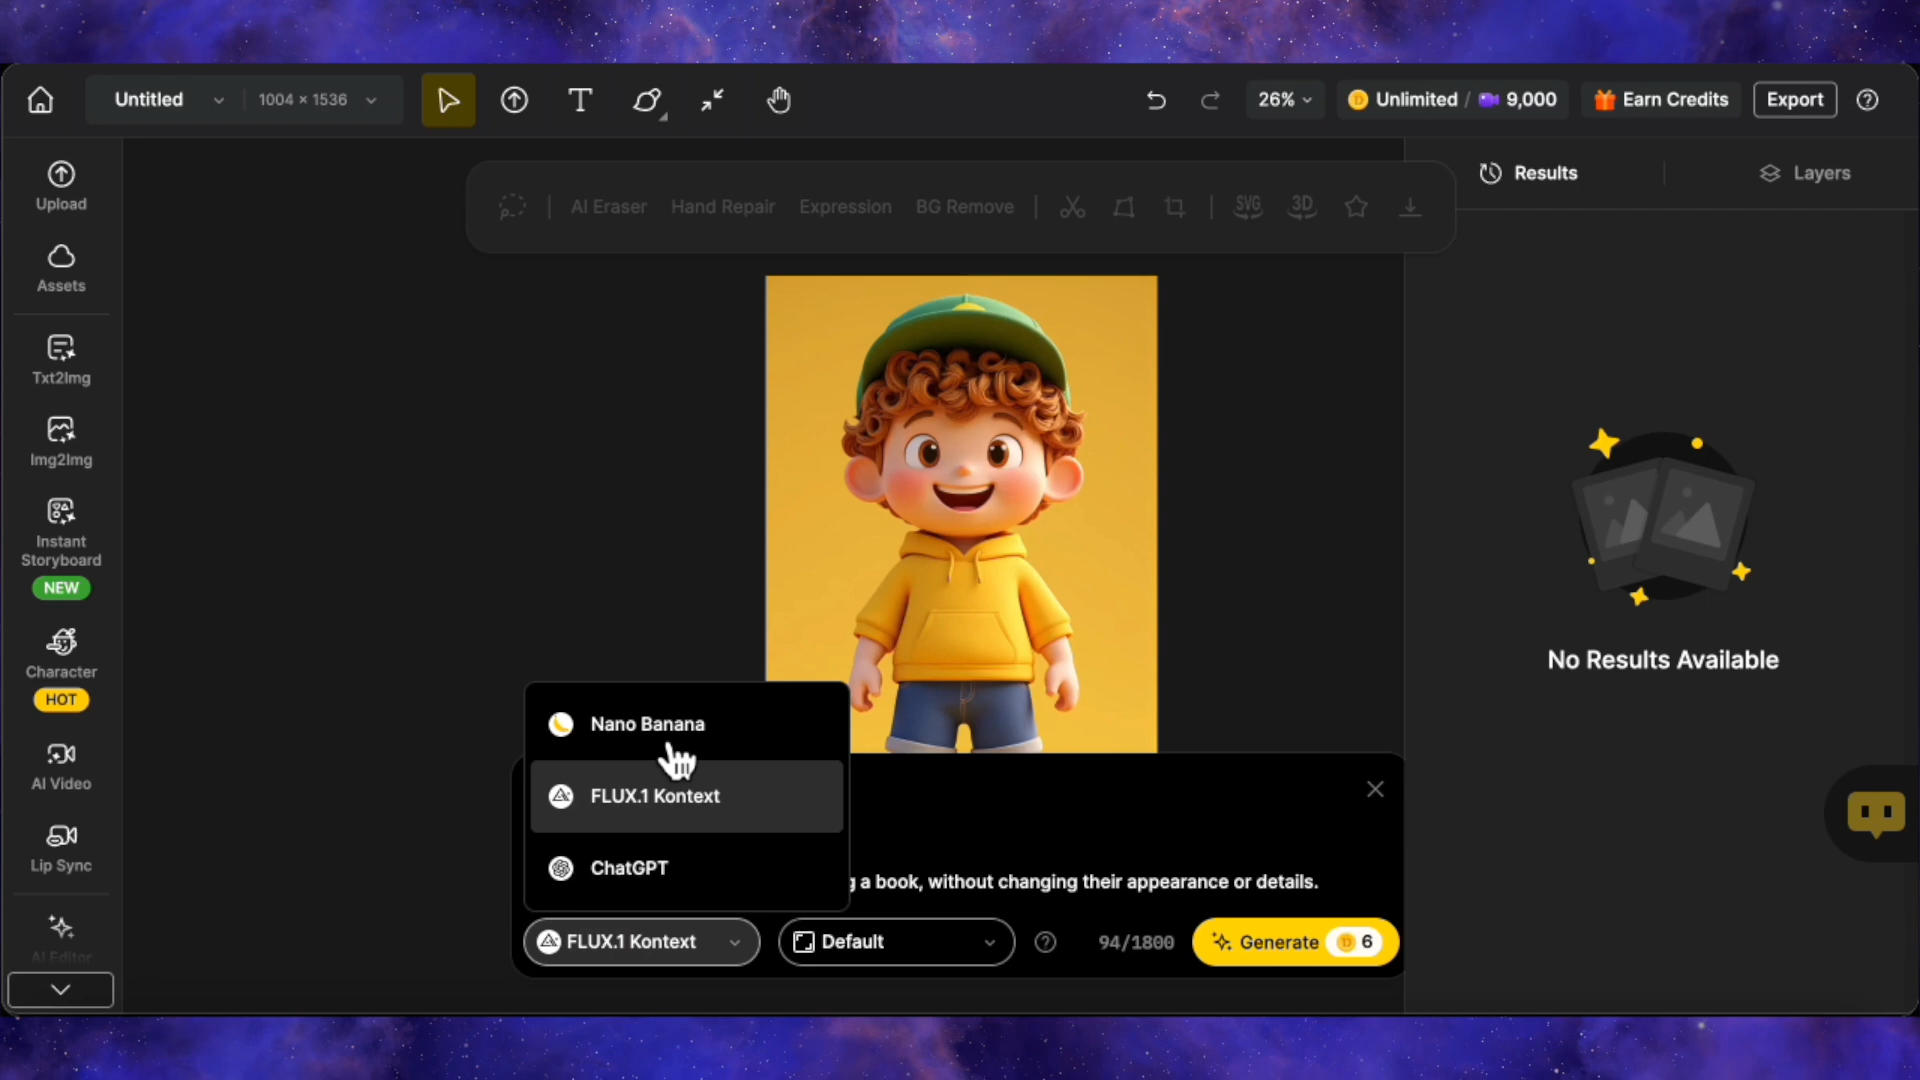 Untitled
1004 × 1536
26%
Unlimited / 9,000
Earn Credits
Export
Upload
Assets
Txt2Img
Img2Img
Instant
Storyboard
NEW
Character
HOT
AI Video
Lip Sync
AI Editor
AI Eraser
Hand Repair
Expression
BG Remove
SVG
3D
Results
Layers
No Results Available
Nano Banana
FLUX.1 Kontext
ChatGPT
a book, without changing their appearance or details.
FLUX.1 Kontext
Default
94/1800
Generate
6